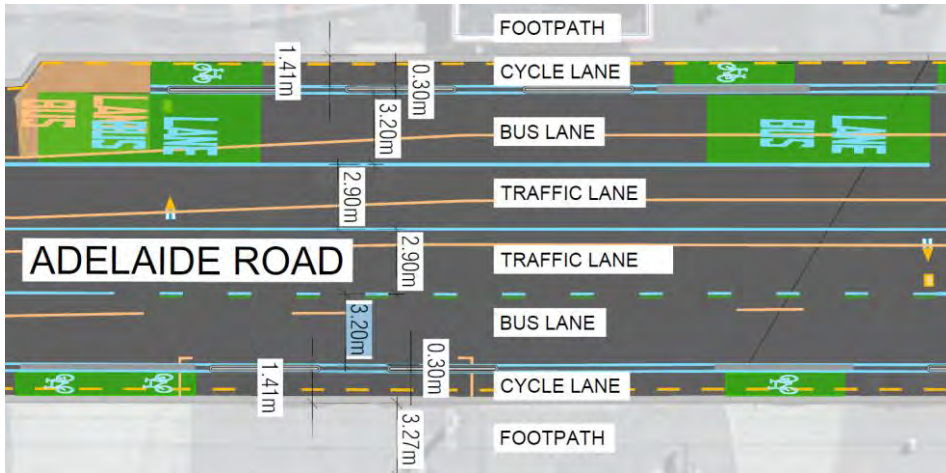 FOOTPATH
1.41m
CYCLE LANE
0.30m
BUS
LANE
BUS
LANE
3.20m
BUS LANE
BUS
LANE
2.90m
TRAFFIC LANE
2.90m
ADELAIDE ROAD
TRAFFIC LANE
3.20m
BUS LANE
1.41m
0.30m
CYCLE LANE
3.27m
FOOTPATH